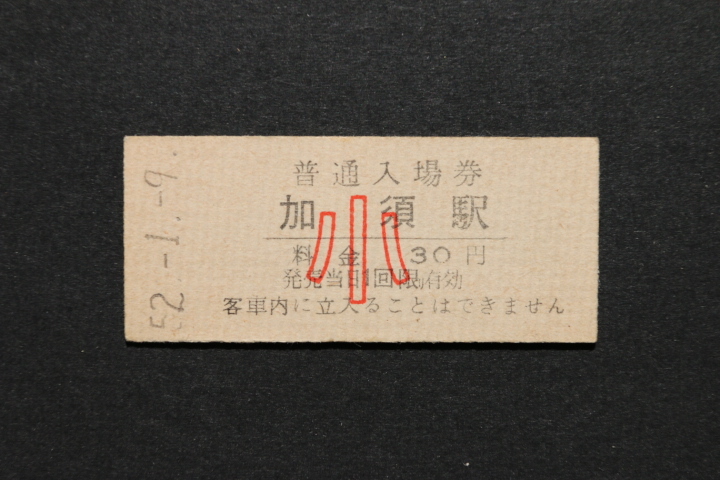 52.-1.-9.
普通入場券
加須駅
小
料金 30円
発売当日1回限有効
客車内に立入ることはできません